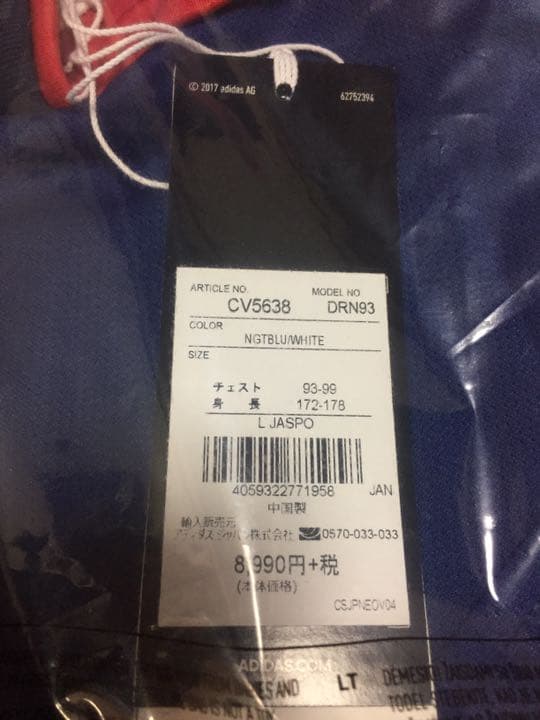 © 2017 adidas AG
62752394
ARTICLE NO.
MODEL NO
CV5638
DRN93
COLOR
NGTBLU/WHITE
SIZE
チェスト 93-99
身 長 172-178
L JASPO
4059322771958 JAN
中国製
輸入販売元
アディダスジャパン株式会社 0570-033-033
8,990円+税
(本体価格)
CSJPNEOV04
ADIDAS.COM
AND
LT